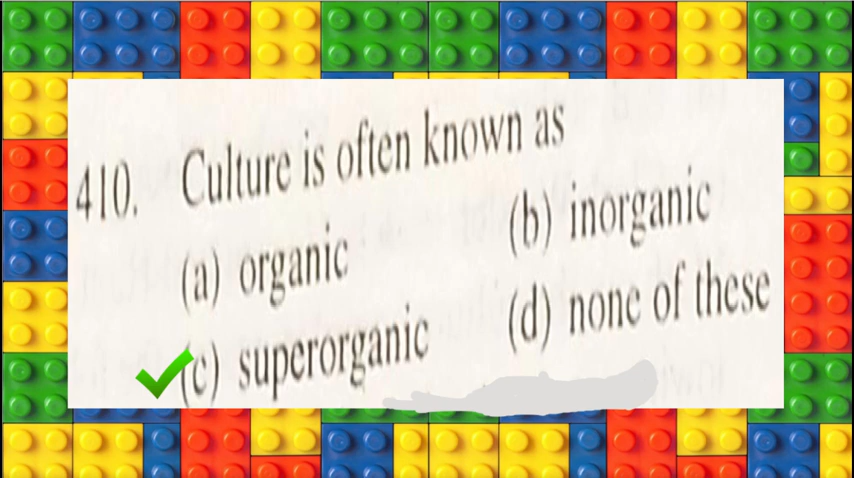 410. Culture is often known as
(a) organic (b) inorganic
(c) superorganic (d) none of these